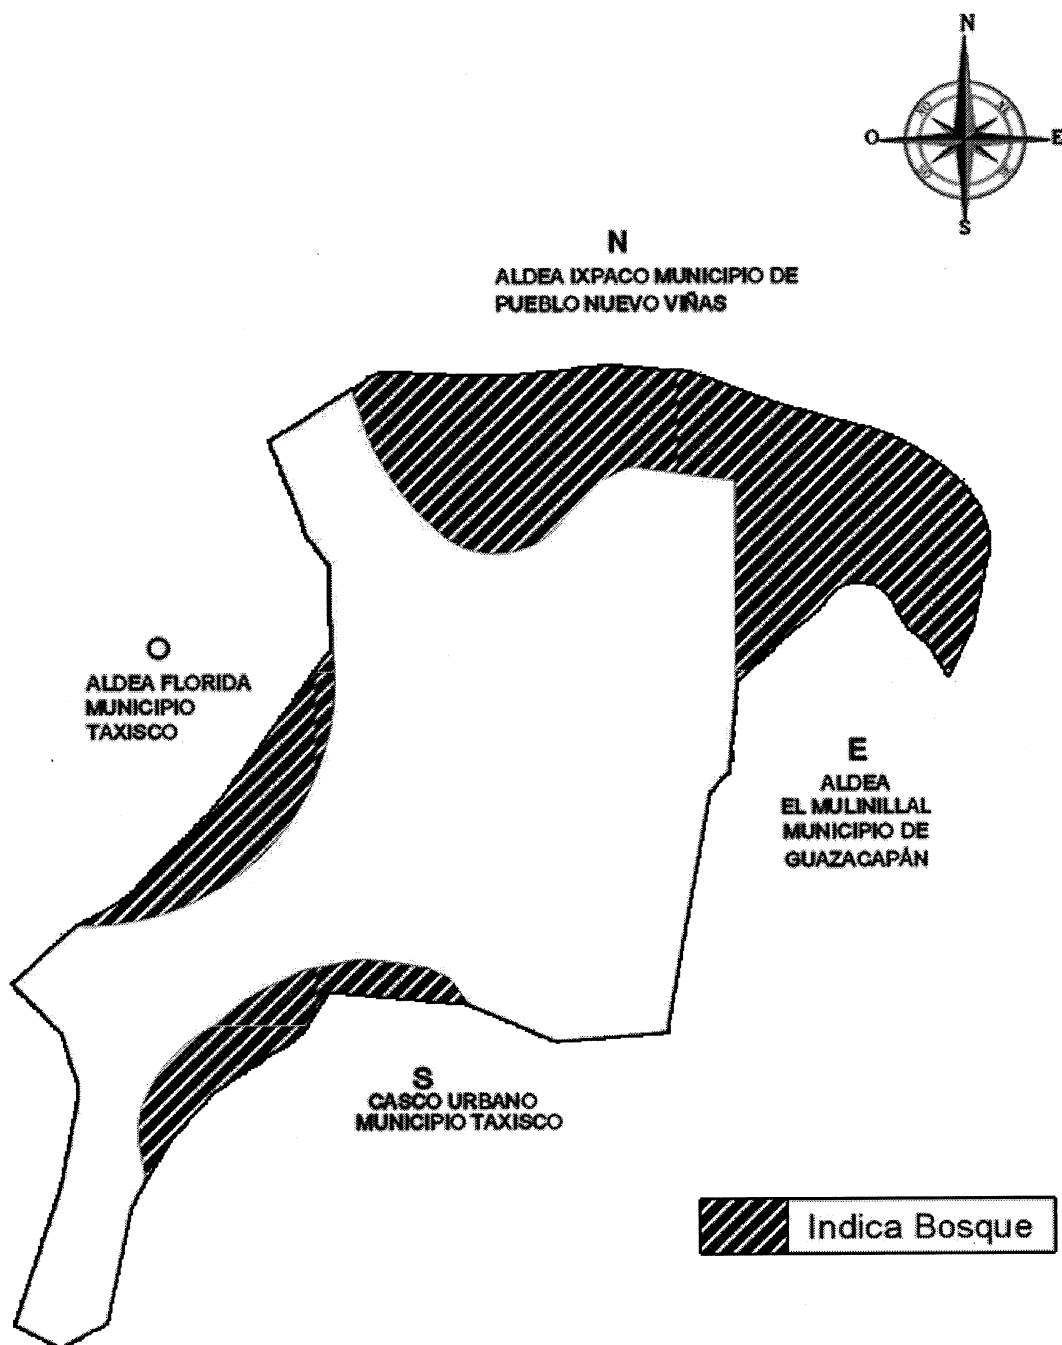 N
O E
S
N
ALDEA IXPACO MUNICIPIO DE
PUEBLO NUEVO VIÑAS
O
ALDEA FLORIDA
MUNICIPIO
TAXISCO
E
ALDEA
EL MULINILLAL
MUNICIPIO DE
GUAZACAPÁN
S
CASCO URBANO
MUNICIPIO TAXISCO
Indica Bosque